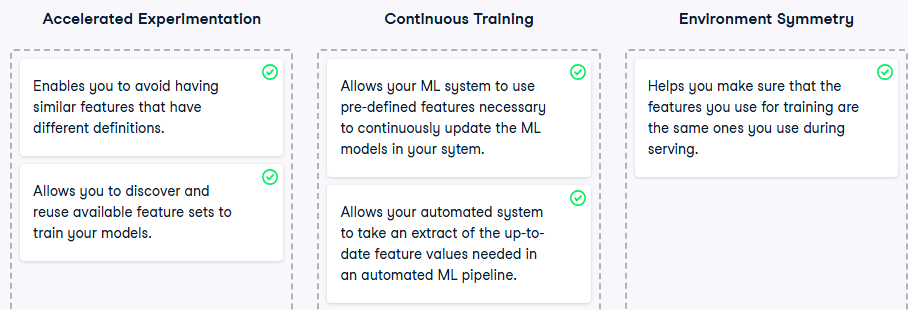 Accelerated Experimentation
Enables you to avoid having
similar features that have
different definitions.
Allows you to discover and
reuse available feature sets to
train your models.
Continuous Training
Allows your ML system to use
pre-defined features necessary
to continuously update the ML
models in your sytem.
Allows your automated system
to take an extract of the up-to-
date feature values needed in
an automated ML pipeline.
Environment Symmetry
Helps you make sure that the
features you use for training are
the same ones you use during
serving.